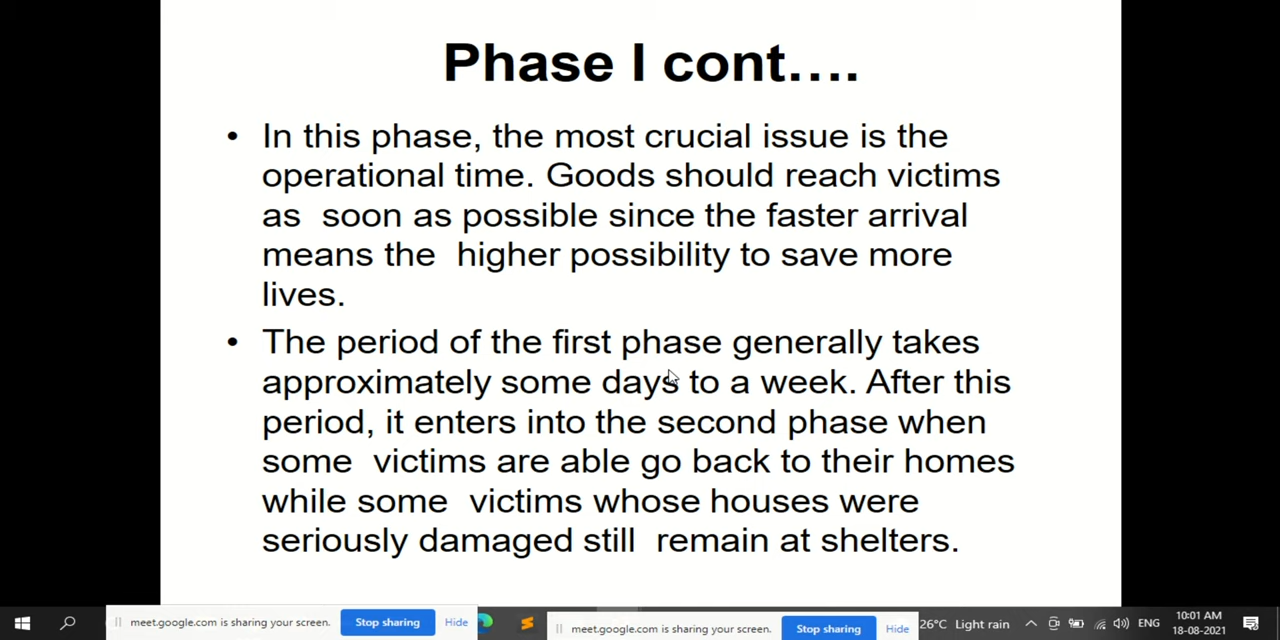 Phase I cont….
• In this phase, the most crucial issue is the
operational time. Goods should reach victims
as soon as possible since the faster arrival
means the higher possibility to save more
lives.
• The period of the first phase generally takes
approximately some days to a week. After this
period, it enters into the second phase when
some victims are able go back to their homes
while some victims whose houses were
seriously damaged still remain at shelters.
meet.google.com is sharing your screen. Stop sharing Hide
meet.google.com is sharing your screen. Stop sharing Hide
26°C Light rain
ENG
10:01 AM
18-08-2021